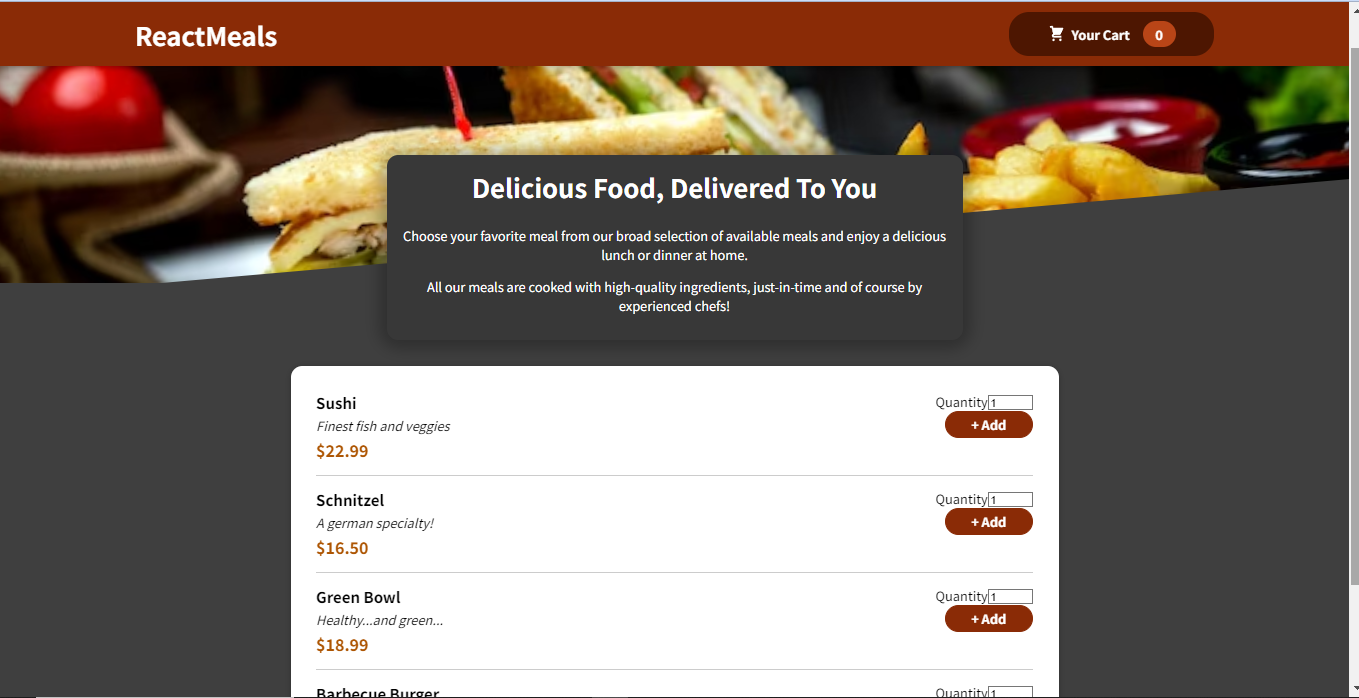 ReactMeals
Your Cart 0
Delicious Food, Delivered To You
Choose your favorite meal from our broad selection of available meals and enjoy a delicious
lunch or dinner at home.
All our meals are cooked with high-quality ingredients, just-in-time and of course by
experienced chefs!
Sushi
Finest fish and veggies
$22.99
Quantity 1
+ Add
Schnitzel
A german specialty!
$16.50
Quantity 1
+ Add
Green Bowl
Healthy...and green...
$18.99
Quantity 1
+ Add
Barbecue Burger
Quantity 1